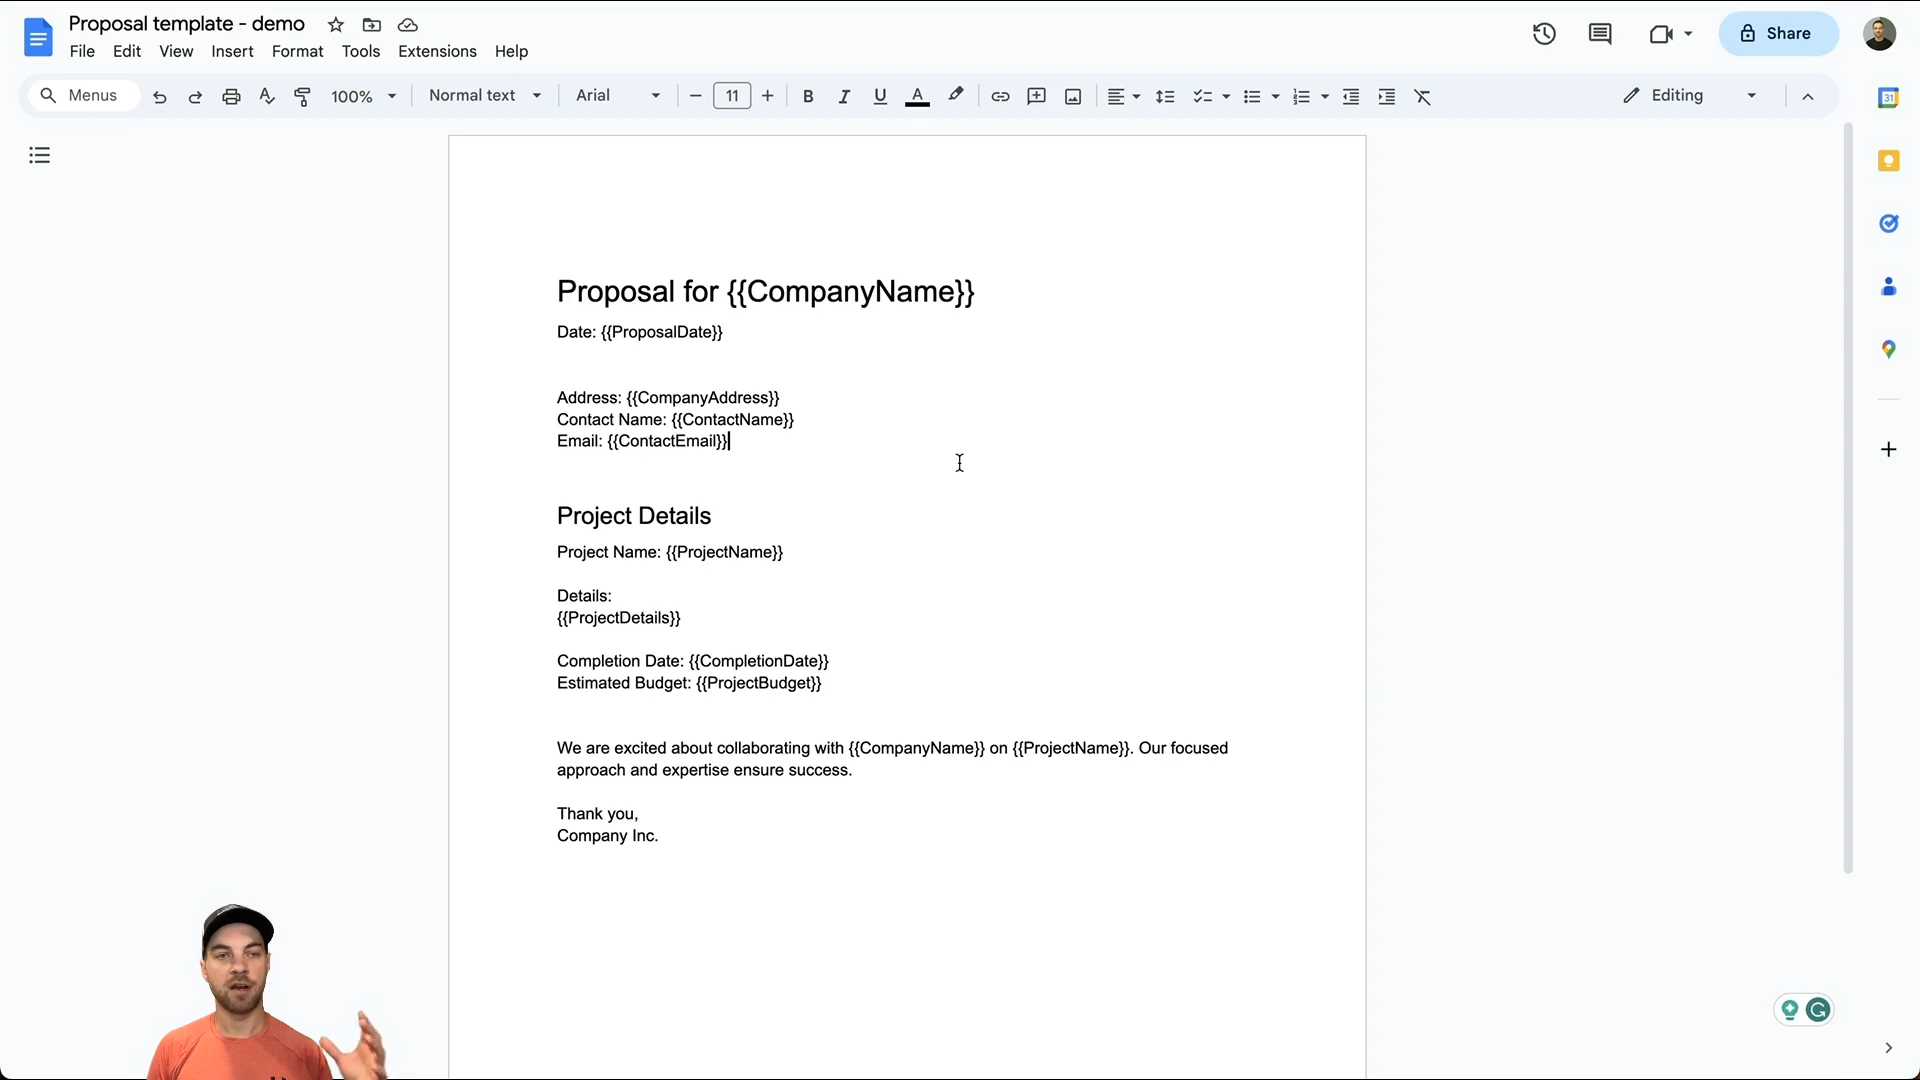 Proposal template - demo
File Edit View Insert Format Tools Extensions Help
Share
Menus 100% Normal text Arial 11 Editing
31
Proposal for {{CompanyName}}
Date: {{ProposalDate}}
Address: {{CompanyAddress}}
Contact Name: {{ContactName}}
Email: {{ContactEmail}}
Project Details
Project Name: {{ProjectName}}
Details:
{{ProjectDetails}}
Completion Date: {{CompletionDate}}
Estimated Budget: {{ProjectBudget}}
We are excited about collaborating with {{CompanyName}} on {{ProjectName}}. Our focused
approach and expertise ensure success.
Thank you,
Company Inc.